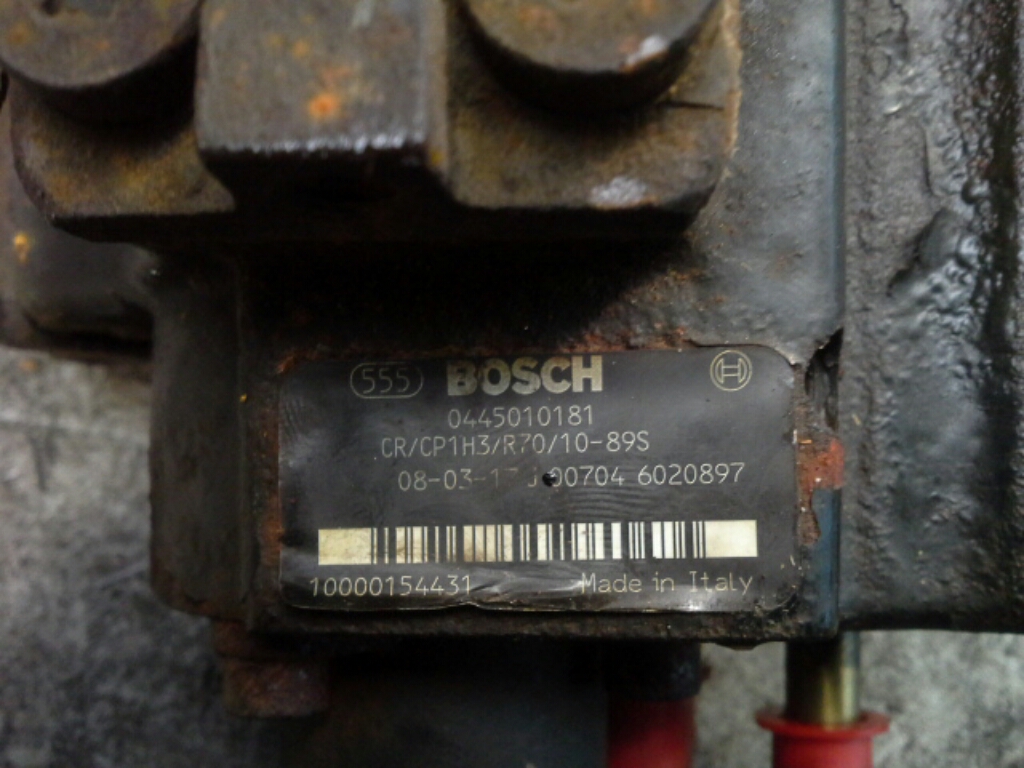 555 BOSCH
0445010181
CR/CP1H3/R70/10-89S
00704 6020897
10000154431 Made in Italy